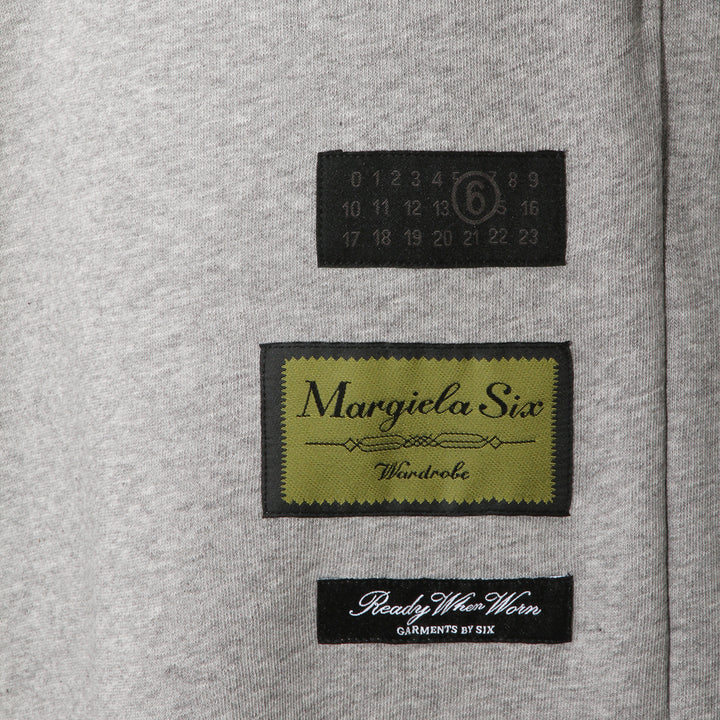 0 1 2 3 4 5 6 7 8 9
10 11 12 13 15 16
17 18 19 20 21 22 23
Margiela Six
Wardrobe
Ready When Worn
GARMENTS BY SIX